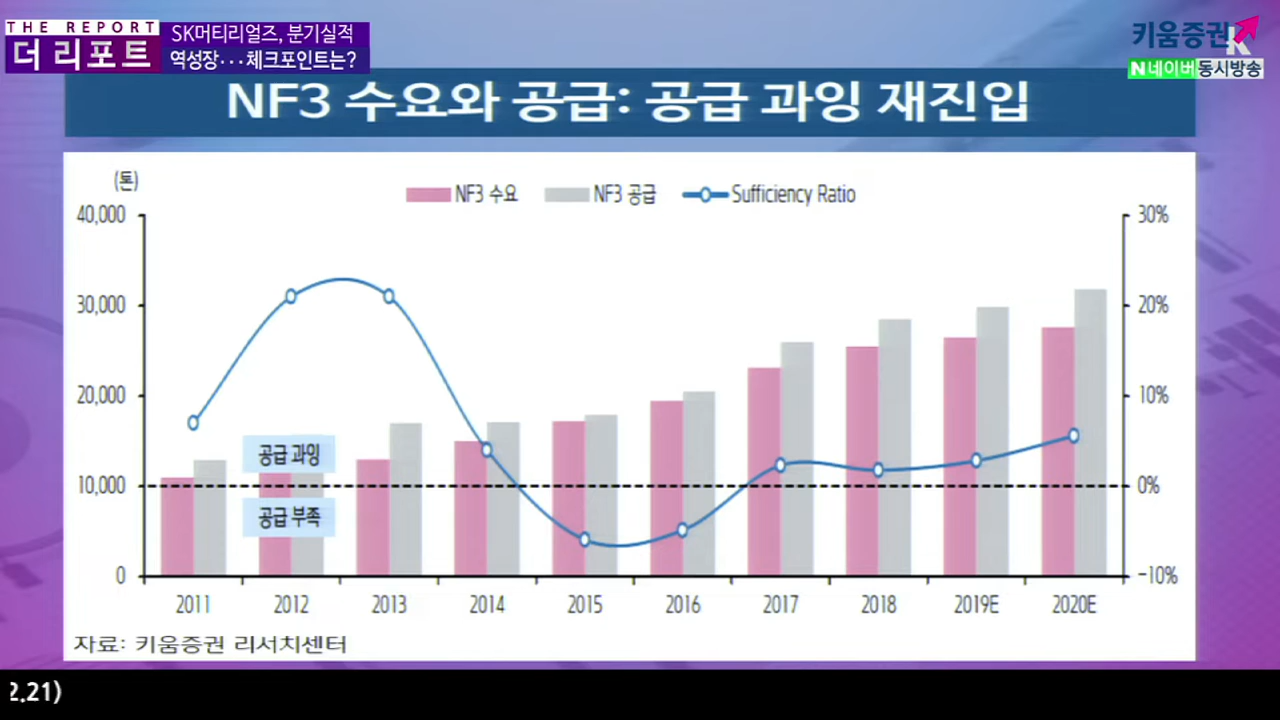 THE REPORT
더 리포트
SK머티리얼즈, 분기실적
역성장···체크포인트는?
키움증권
N 네이버 동시방송
NF3 수요와 공급: 공급 과잉 재진입
(톤)
NF3 수요 NF3 공급 Sufficiency Ratio
40,000 30%
30,000 20%
20,000 10%
공급 과잉
10,000 0%
공급 부족
0 -10%
2011 2012 2013 2014 2015 2016 2017 2018 2019E 2020E
자료: 키움증권 리서치센터
2.21)